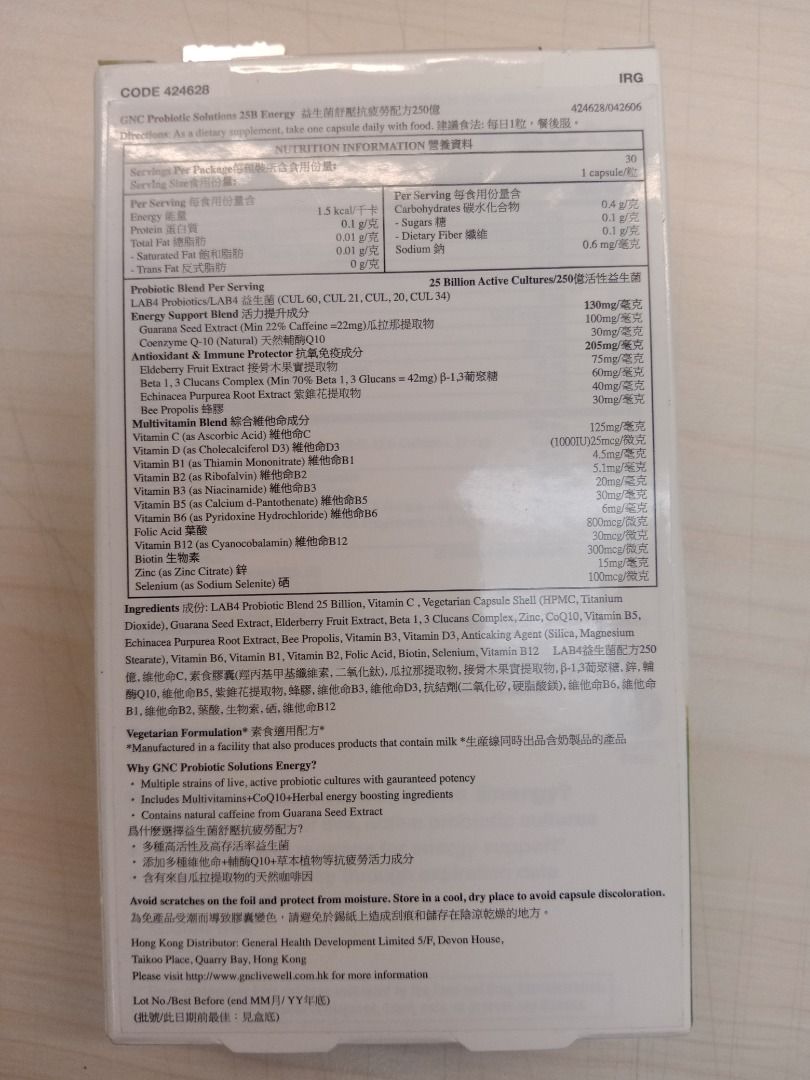 CODE 424628
IRG
GNC Probiotic Solutions 25B Energy 益生菌舒壓抗疲勞配方250億
424628/042606
Directions: As a dietary supplement, take one capsule daily with food. 建議食法: 每日1粒，餐後服。
NUTRITION INFORMATION 營養資料
Servings Per Package每瓶裝所含食用份量: 30
Serving Size食用份量: 1 capsule/粒
Per Serving 每食用份量含
Energy 能量 1.5 kcal/千卡
Protein 蛋白質 0.1 g/克
Total Fat 總脂肪 0.01 g/克
- Saturated Fat 飽和脂肪 0.01 g/克
- Trans Fat 反式脂肪 0 g/克
Per Serving 每食用份量含
Carbohydrates 碳水化合物 0.4 g/克
- Sugars 糖 0.1 g/克
- Dietary Fiber 纖維 0.1 g/克
Sodium 鈉 0.6 mg/毫克
Probiotic Blend Per Serving 25 Billion Active Cultures/250億活性益生菌
LAB4 Probiotics/LAB4 益生菌 (CUL 60, CUL 21, CUL, 20, CUL 34)
Energy Support Blend 活力提升成分 130mg/毫克
Guarana Seed Extract (Min 22% Caffeine =22mg)瓜拉那提取物 100mg/毫克
Coenzyme Q-10 (Natural) 天然輔酶Q10 30mg/毫克
Antioxidant & Immune Protector 抗氧免疫成分 205mg/毫克
Eldeberry Fruit Extract 接骨木果實提取物 75mg/毫克
Beta 1, 3 Clucans Complex (Min 70% Beta 1, 3 Glucans = 42mg) β-1,3葡聚糖 60mg/毫克
Echinacea Purpurea Root Extract 紫錐花提取物 40mg/毫克
Bee Propolis 蜂膠 30mg/毫克
Multivitamin Blend 綜合維他命成分
Vitamin C (as Ascorbic Acid) 維他命C 125mg/毫克
Vitamin D (as Cholecalciferol D3) 維他命D3 (1000IU)25mcg/微克
Vitamin B1 (as Thiamin Mononitrate) 維他命B1 4.5mg/毫克
Vitamin B2 (as Ribofalvin) 維他命B2 5.1mg/毫克
Vitamin B3 (as Niacinamide) 維他命B3 20mg/毫克
Vitamin B5 (as Calcium d-Pantothenate) 維他命B5 30mg/毫克
Vitamin B6 (as Pyridoxine Hydrochloride) 維他命B6 6mg/毫克
Folic Acid 葉酸 800mcg/微克
Vitamin B12 (as Cyanocobalamin) 維他命B12 30mcg/微克
Biotin 生物素 300mcg/微克
Zinc (as Zinc Citrate) 鋅 15mg/毫克
Selenium (as Sodium Selenite) 硒 100mcg/微克
Ingredients 成份: LAB4 Probiotic Blend 25 Billion, Vitamin C , Vegetarian Capsule Shell (HPMC, Titanium
Dioxide), Guarana Seed Extract, Elderberry Fruit Extract, Beta 1, 3 Clucans Complex, Zinc, CoQ10, Vitamin B5,
Echinacea Purpurea Root Extract, Bee Propolis, Vitamin B3, Vitamin D3, Anticaking Agent (Silica, Magnesium
Stearate), Vitamin B6, Vitamin B1, Vitamin B2, Folic Acid, Biotin, Selenium, Vitamin B12 LAB4益生菌配方250
億, 維他命C, 素食膠囊(羥丙基甲基纖維素, 二氧化鈦), 瓜拉那提取物, 接骨木果實提取物, β-1,3葡聚糖, 鋅, 輔
酶Q10, 維他命B5, 紫錐花提取物, 蜂膠, 維他命B3, 維他命D3, 抗結劑(二氧化矽, 硬脂酸鎂), 維他命B6, 維他命
B1, 維他命B2, 葉酸, 生物素, 硒, 維他命B12
Vegetarian Formulation* 素食適用配方*
*Manufactured in a facility that also produces products that contain milk *生產線同時出品含奶製品的產品
Why GNC Probiotic Solutions Energy?
• Multiple strains of live, active probiotic cultures with gauranteed potency
• Includes Multivitamins+CoQ10+Herbal energy boosting ingredients
• Contains natural caffeine from Guarana Seed Extract
爲什麼選擇益生菌舒壓抗疲勞配方?
• 多種高活性及高存活率益生菌
• 添加多種維他命+輔酶Q10+草本植物等抗疲勞活力成分
• 含有來自瓜拉提取物的天然咖啡因
Avoid scratches on the foil and protect from moisture. Store in a cool, dry place to avoid capsule discoloration.
為免產品受潮而導致膠囊變色，請避免於錫紙上造成刮痕和儲存在陰涼乾燥的地方。
Hong Kong Distributor: General Health Development Limited 5/F, Devon House,
Taikoo Place, Quarry Bay, Hong Kong
Please visit http://www.gnclivewell.com.hk for more information
Lot No./Best Before (end MM月/ YY年底)
(批號/此日期前最佳：見盒底)